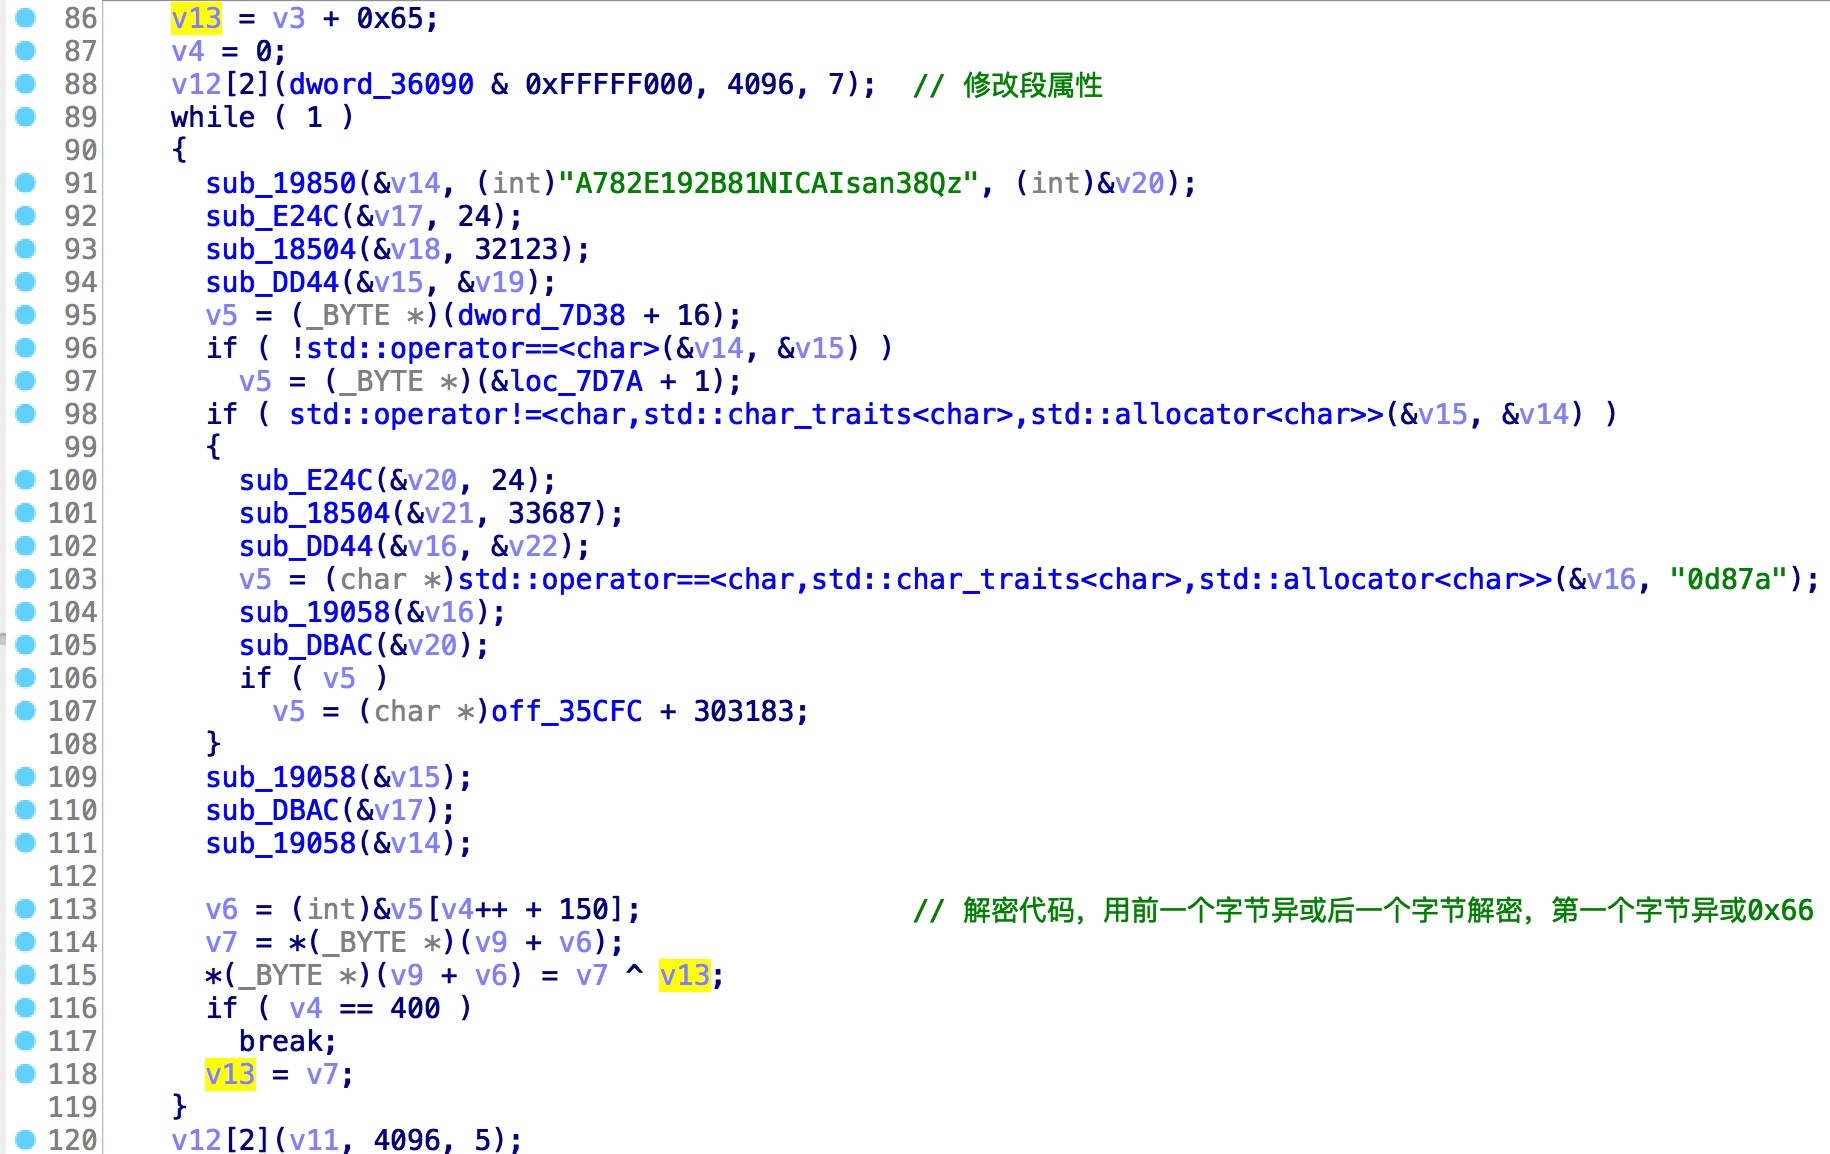 86 v13 = v3 + 0x65;
87 v4 = 0;
88 v12[2](dword_36090 & 0xFFFFF000, 4096, 7); // 修改段属性
89 while ( 1 )
90 {
91 sub_19850(&v14, (int)"A782E192B81NICAIsan38Qz", (int)&v20);
92 sub_E24C(&v17, 24);
93 sub_18504(&v18, 32123);
94 sub_DD44(&v15, &v19);
95 v5 = (_BYTE *)(dword_7D38 + 16);
96 if ( !std::operator==<char>(&v14, &v15) )
97 v5 = (_BYTE *)(&loc_7D7A + 1);
98 if ( std::operator!=<char,std::char_traits<char>,std::allocator<char>>(&v15, &v14) )
99 {
100 sub_E24C(&v20, 24);
101 sub_18504(&v21, 33687);
102 sub_DD44(&v16, &v22);
103 v5 = (char *)std::operator==<char,std::char_traits<char>,std::allocator<char>>(&v16, "0d87a");
104 sub_19058(&v16);
105 sub_DBAC(&v20);
106 if ( v5 )
107 v5 = (char *)off_35CFC + 303183;
108 }
109 sub_19058(&v15);
110 sub_DBAC(&v17);
111 sub_19058(&v14);
112
113 v6 = (int)&v5[v4++ + 150]; // 解密代码，用前一个字节异或后一个字节解密，第一个字节异或0x66
114 v7 = *(_BYTE *)(v9 + v6);
115 *(_BYTE *)(v9 + v6) = v7 ^ v13;
116 if ( v4 == 400 )
117 break;
118 v13 = v7;
119 }
120 v12[2](v11, 4096, 5);